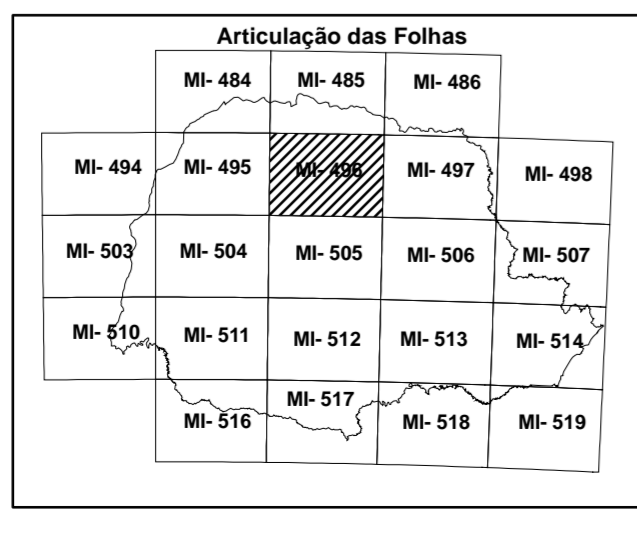 Articulação das Folhas
MI- 484 MI- 485 MI- 486
MI- 494 MI- 495 MI- 496 MI- 497 MI- 498
MI- 503 MI- 504 MI- 505 MI- 506 MI- 507
MI- 510 MI- 511 MI- 512 MI- 513 MI- 514
MI- 516 MI- 517 MI- 518 MI- 519